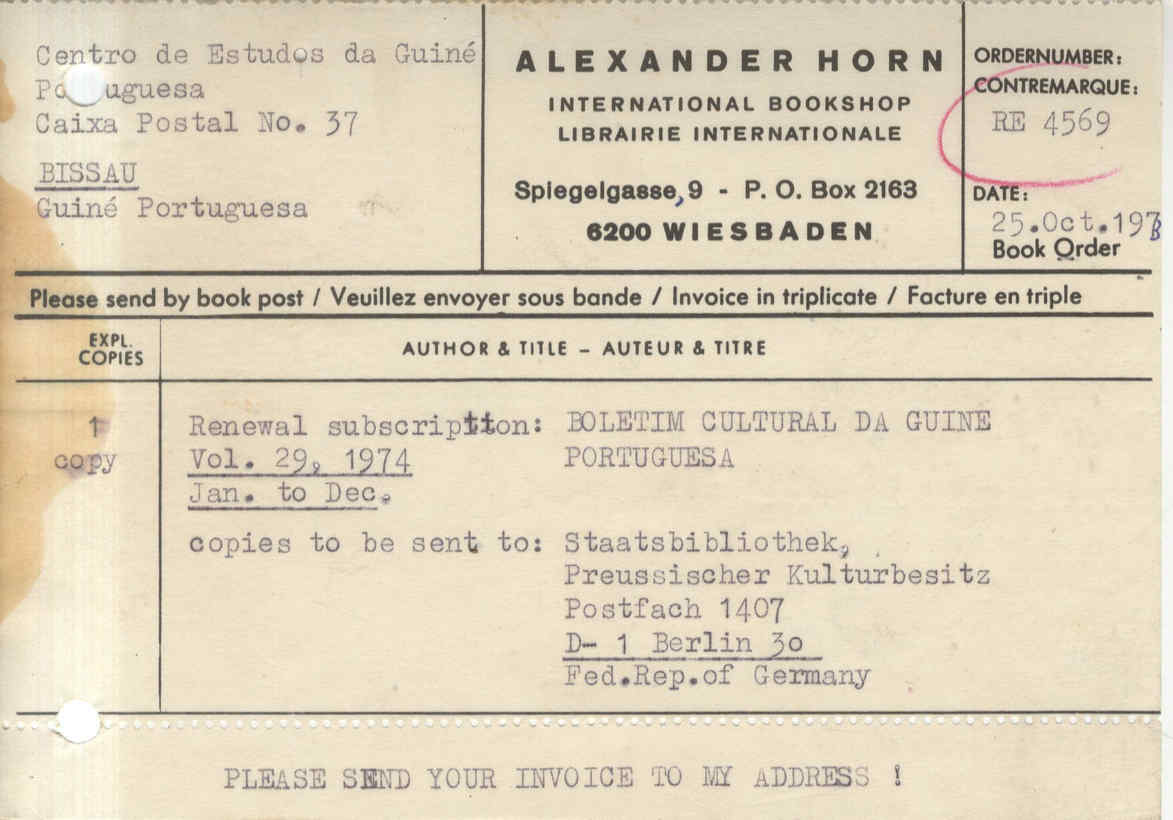 Centro de Estudos da Guiné
Po uguesa
Caixa Postal No. 37
BISSAU
Guiné Portuguesa
ALEXANDER HORN
INTERNATIONAL BOOKSHOP
LIBRAIRIE INTERNATIONALE
Spiegelgasse, 9 - P. O. Box 2163
6200 WIESBADEN
ORDERNUMBER:
CONTREMARQUE:
RE 4569
DATE:
25.Oct.197
Book Order
Please send by book post / Veuillez envoyer sous bande / Invoice in triplicate / Facture en triple
EXPL.
COPIES
AUTHOR & TITLE – AUTEUR & TITRE
1 Renewal subscription: BOLETIM CULTURAL DA GUINE
copy Vol. 29, 1974 PORTUGUESA
Jan. to Dec.
copies to be sent to: Staatsbibliothek,
Preussischer Kulturbesitz
Postfach 1407
D- 1 Berlin 3o
Fed.Rep.of Germany
PLEASE SEND YOUR INVOICE TO MY ADDRESS !